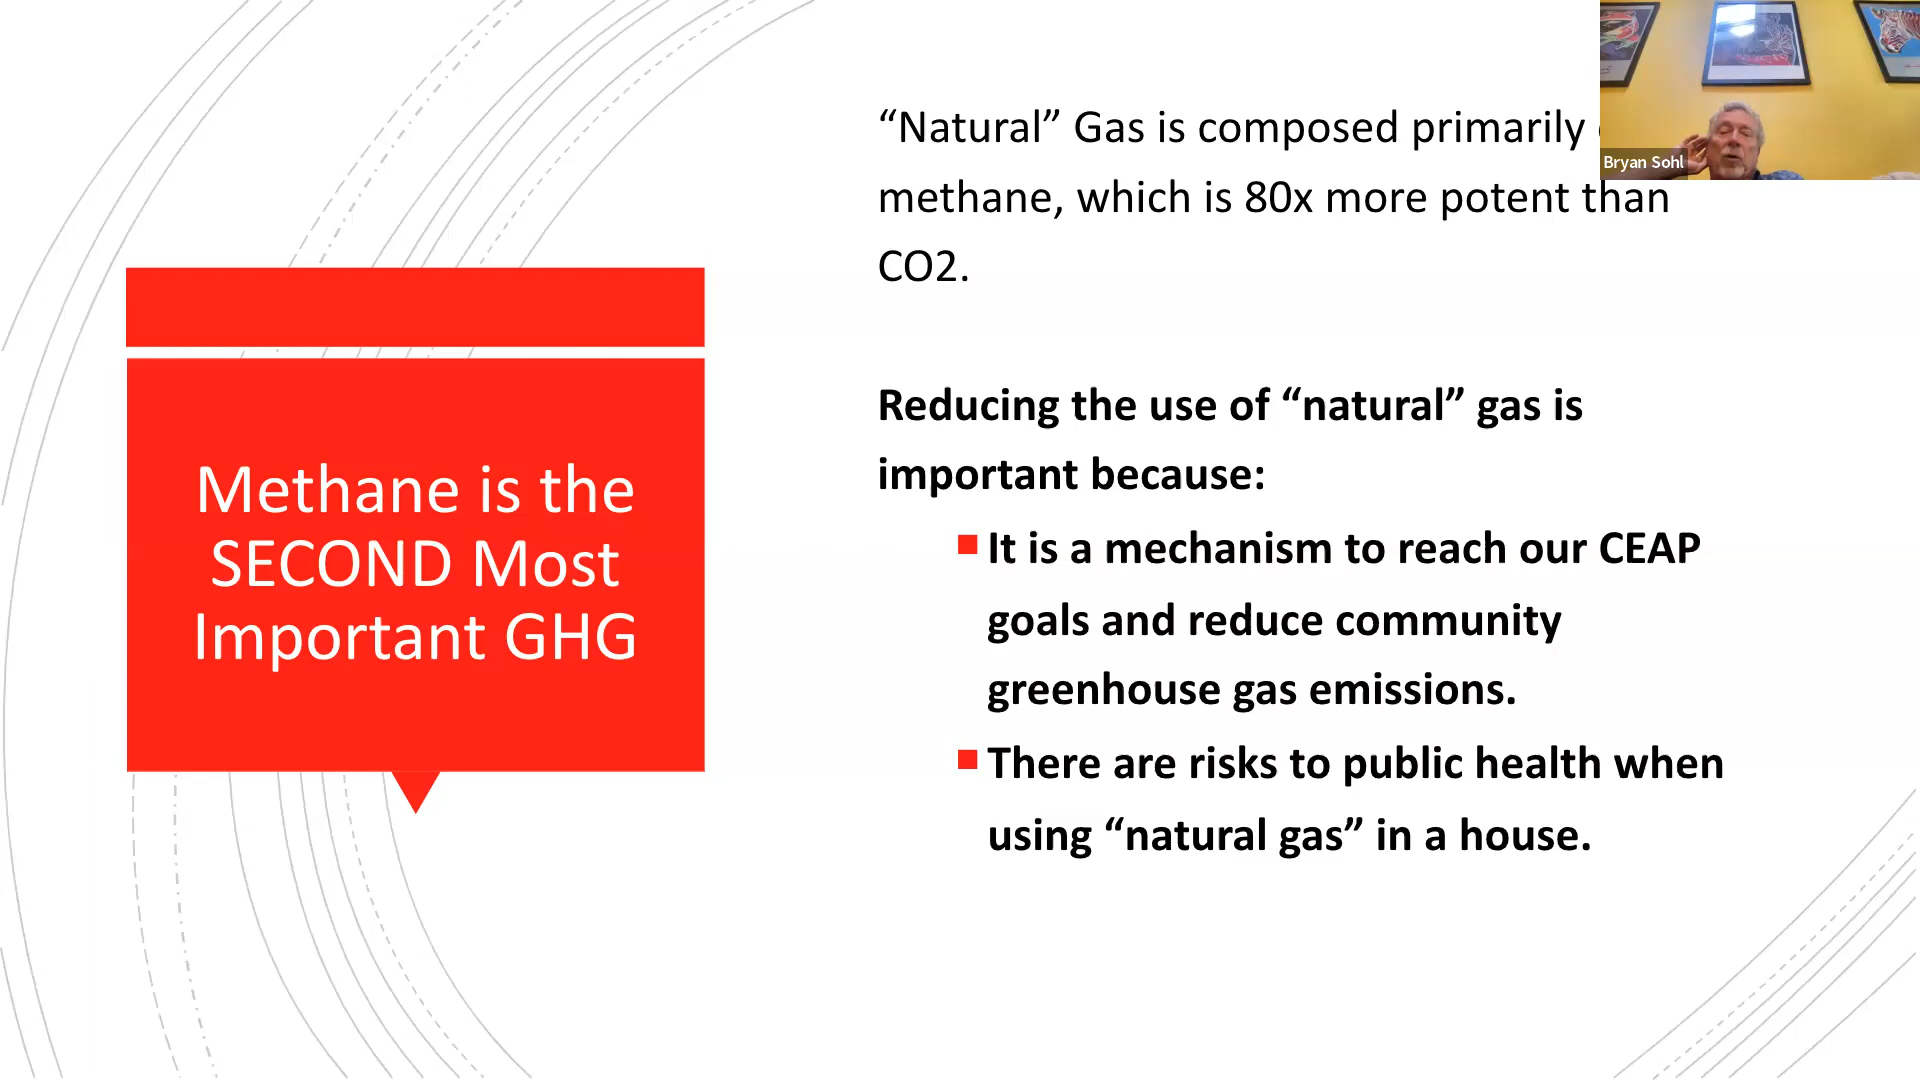 Methane is the
SECOND Most
Important GHG
“Natural” Gas is composed primarily
methane, which is 80x more potent than
CO2.
Reducing the use of “natural” gas is
important because:
It is a mechanism to reach our CEAP
goals and reduce community
greenhouse gas emissions.
There are risks to public health when
using “natural gas” in a house.
Bryan Sohl